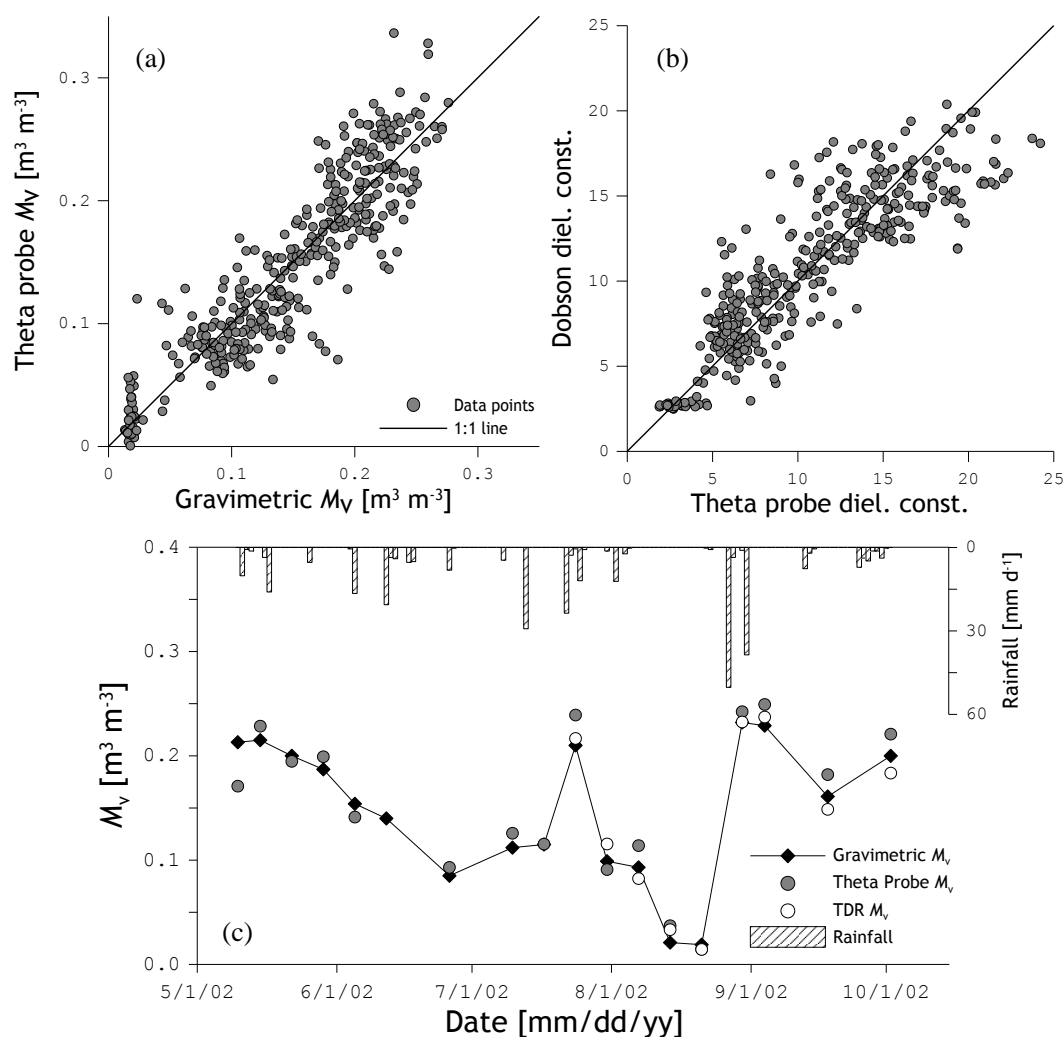 (a)
Theta probe Mv [m³ m⁻³]
0.3
0.2
0.1
0
0
0.1
0.2
0.3
Gravimetric Mv [m³ m⁻³]
Data points
1:1 line
(b)
Dobson diel. const.
25
20
15
10
5
0
0
5
10
15
20
25
Theta probe diel. const.
(c)
Mv [m³ m⁻³]
0.4
0.3
0.2
0.1
0.0
0
30
60
Rainfall [mm d⁻¹]
Gravimetric Mv
Theta Probe Mv
TDR Mv
Rainfall
5/1/02
6/1/02
7/1/02
8/1/02
9/1/02
10/1/02
Date [mm/dd/yy]